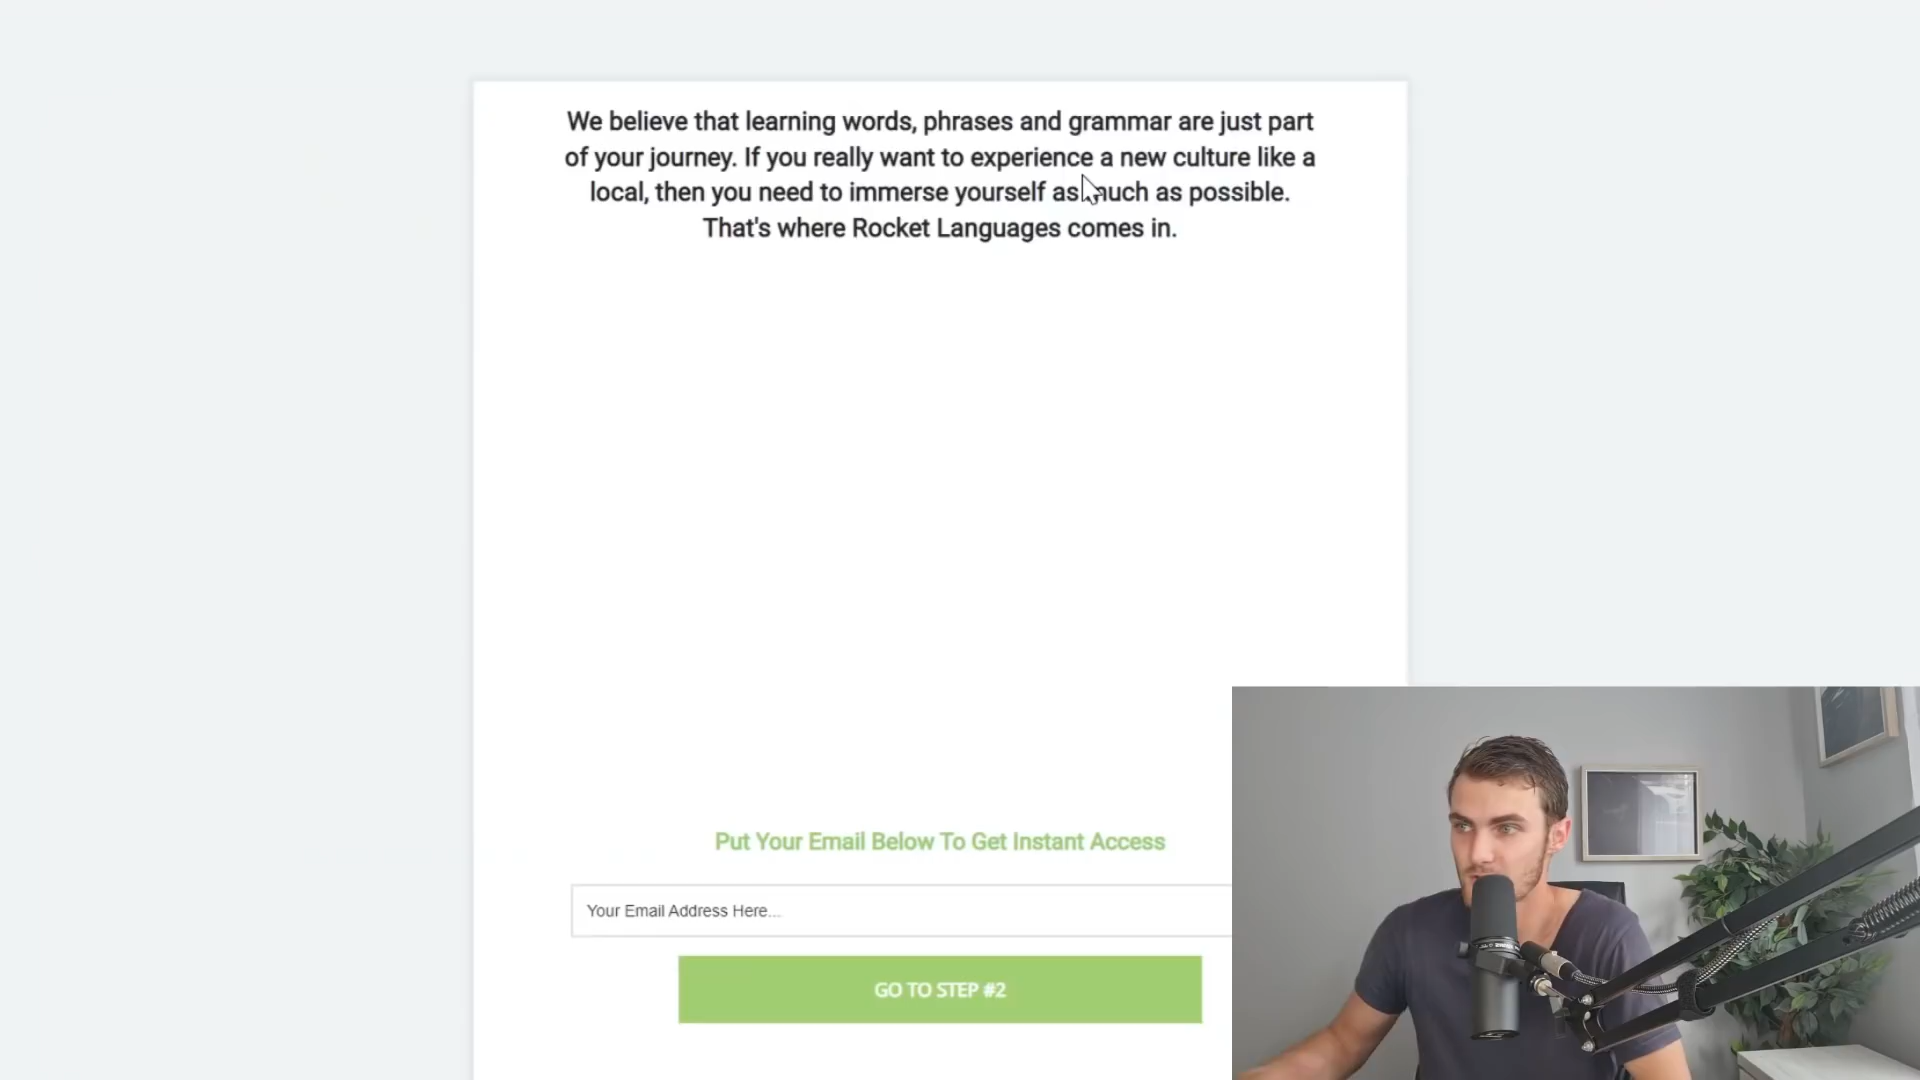 We believe that learning words, phrases and grammar are just part
of your journey. If you really want to experience a new culture like a
local, then you need to immerse yourself as much as possible.
That's where Rocket Languages comes in.
Put Your Email Below To Get Instant Access
Your Email Address Here...
GO TO STEP #2